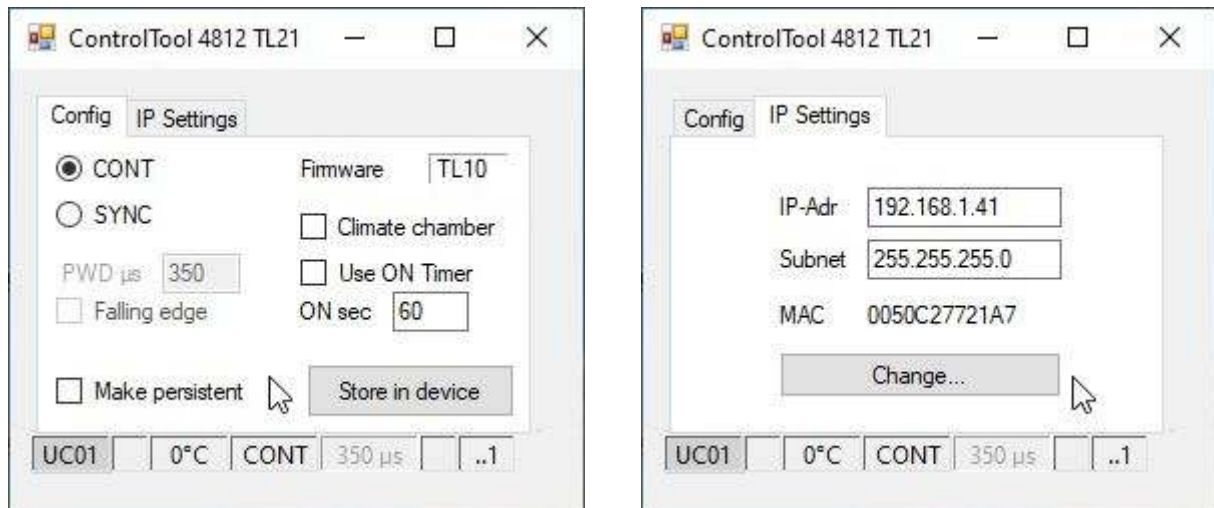 ControlTool 4812 TL21
Config IP Settings
CONT Firmware TL10
SYNC
Climate chamber
PWD µs 350 Use ON Timer
Falling edge ON sec 60
Make persistent Store in device
UC01 0°C CONT 350 µs ..1
ControlTool 4812 TL21
Config IP Settings
IP-Adr 192.168.1.41
Subnet 255.255.255.0
MAC 0050C27721A7
Change...
UC01 0°C CONT 350 µs ..1